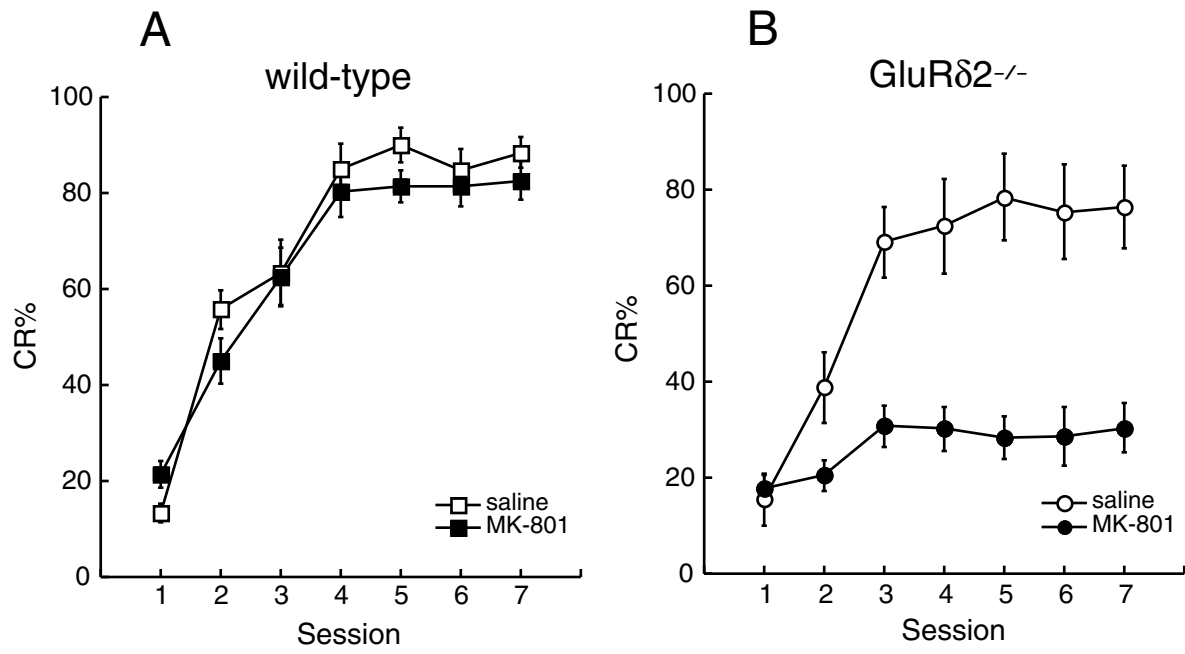 A
wild-type
100
80
60
40
20
0
CR%
1 2 3 4 5 6 7
Session
saline
MK-801
B
GluRδ2⁻/⁻
100
80
60
40
20
0
CR%
1 2 3 4 5 6 7
Session
saline
MK-801